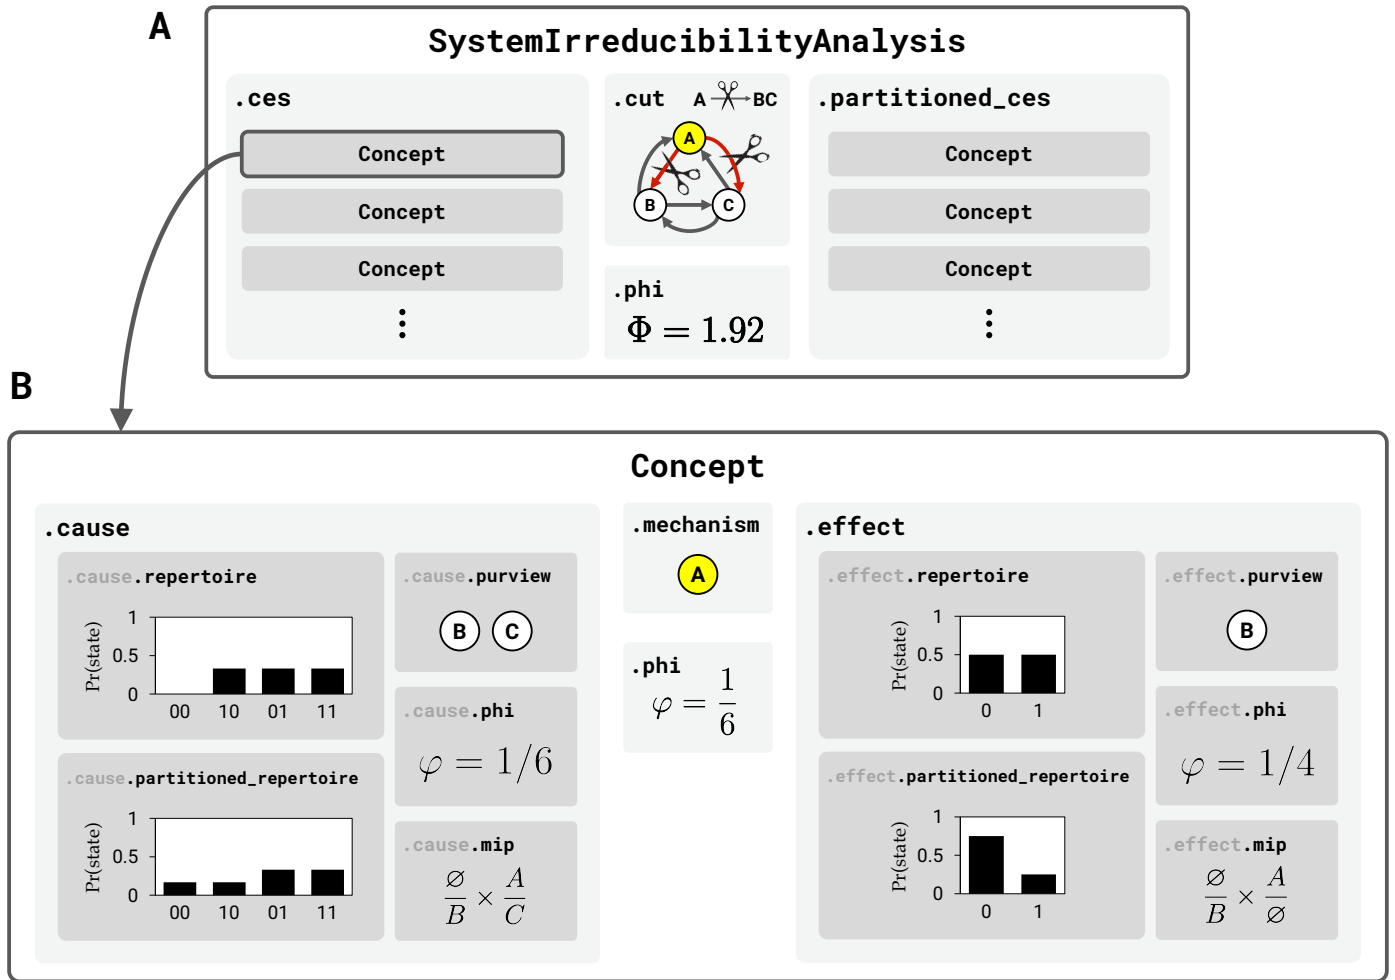 A
SystemIrreducibilityAnalysis
.ces
Concept
Concept
Concept
⋮
.cut A BC
A
B C
.phi
Φ = 1.92
.partitioned_ces
Concept
Concept
Concept
⋮
B
Concept
.cause
.cause.repertoire
Pr(state)
1
0.5
0
00 10 01 11
.cause.partitioned_repertoire
Pr(state)
1
0.5
0
00 10 01 11
.cause.purview
B C
.cause.phi
φ = 1/6
.cause.mip
∅/B × A/C
.mechanism
A
.phi
φ = 1/6
.effect
.effect.repertoire
Pr(state)
1
0.5
0
0 1
.effect.partitioned_repertoire
Pr(state)
1
0.5
0
0 1
.effect.purview
B
.effect.phi
φ = 1/4
.effect.mip
∅/B × A/∅